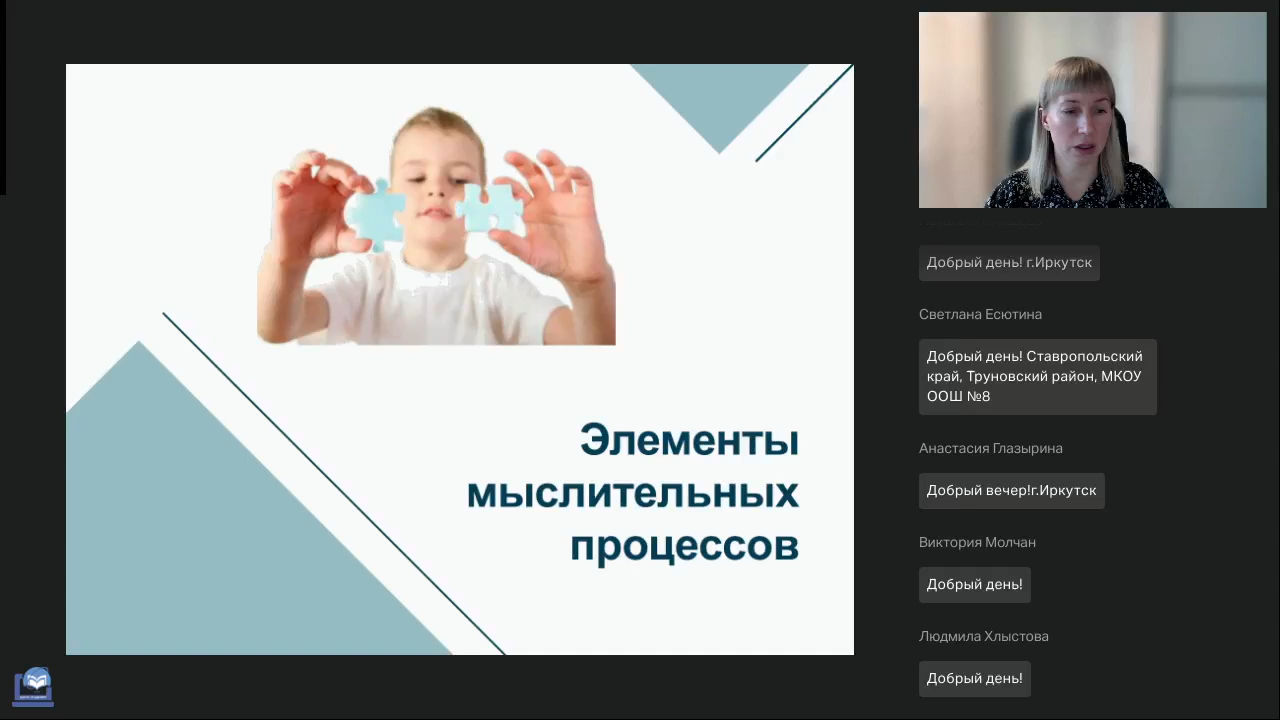 Элементы
мыслительных
процессов
Добрый день! г.Иркутск
Светлана Есютина
Добрый день! Ставропольский
край, Труновский район, МКОУ
ООШ №8
Анастасия Глазырина
Добрый вечер!г.Иркутск
Виктория Молчан
Добрый день!
Людмила Хлыстова
Добрый день!